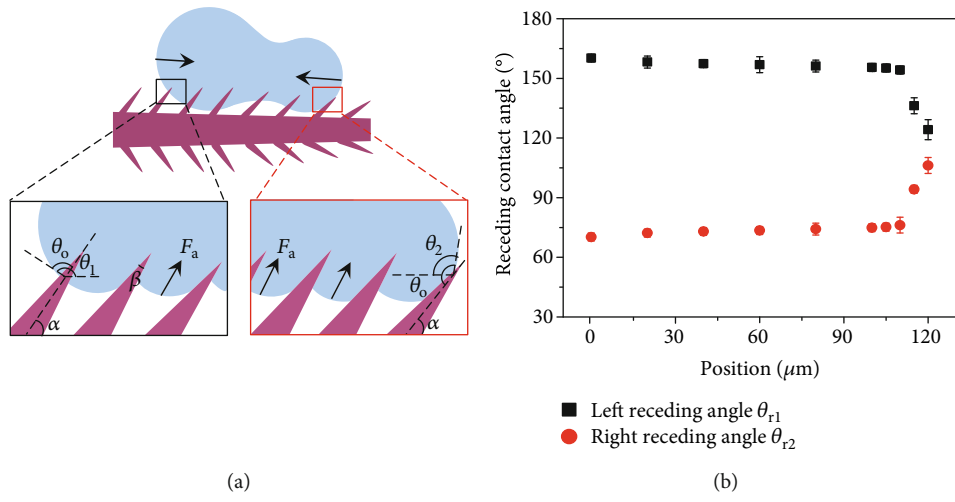 θo
θ1
Fa
β
α
θ2
Fa
θo
α
(a)
Receding contact angle (°)
180
150
120
90
60
30
0 30 60 90 120
Position (μm)
Left receding angle θr1
Right receding angle θr2
(b)